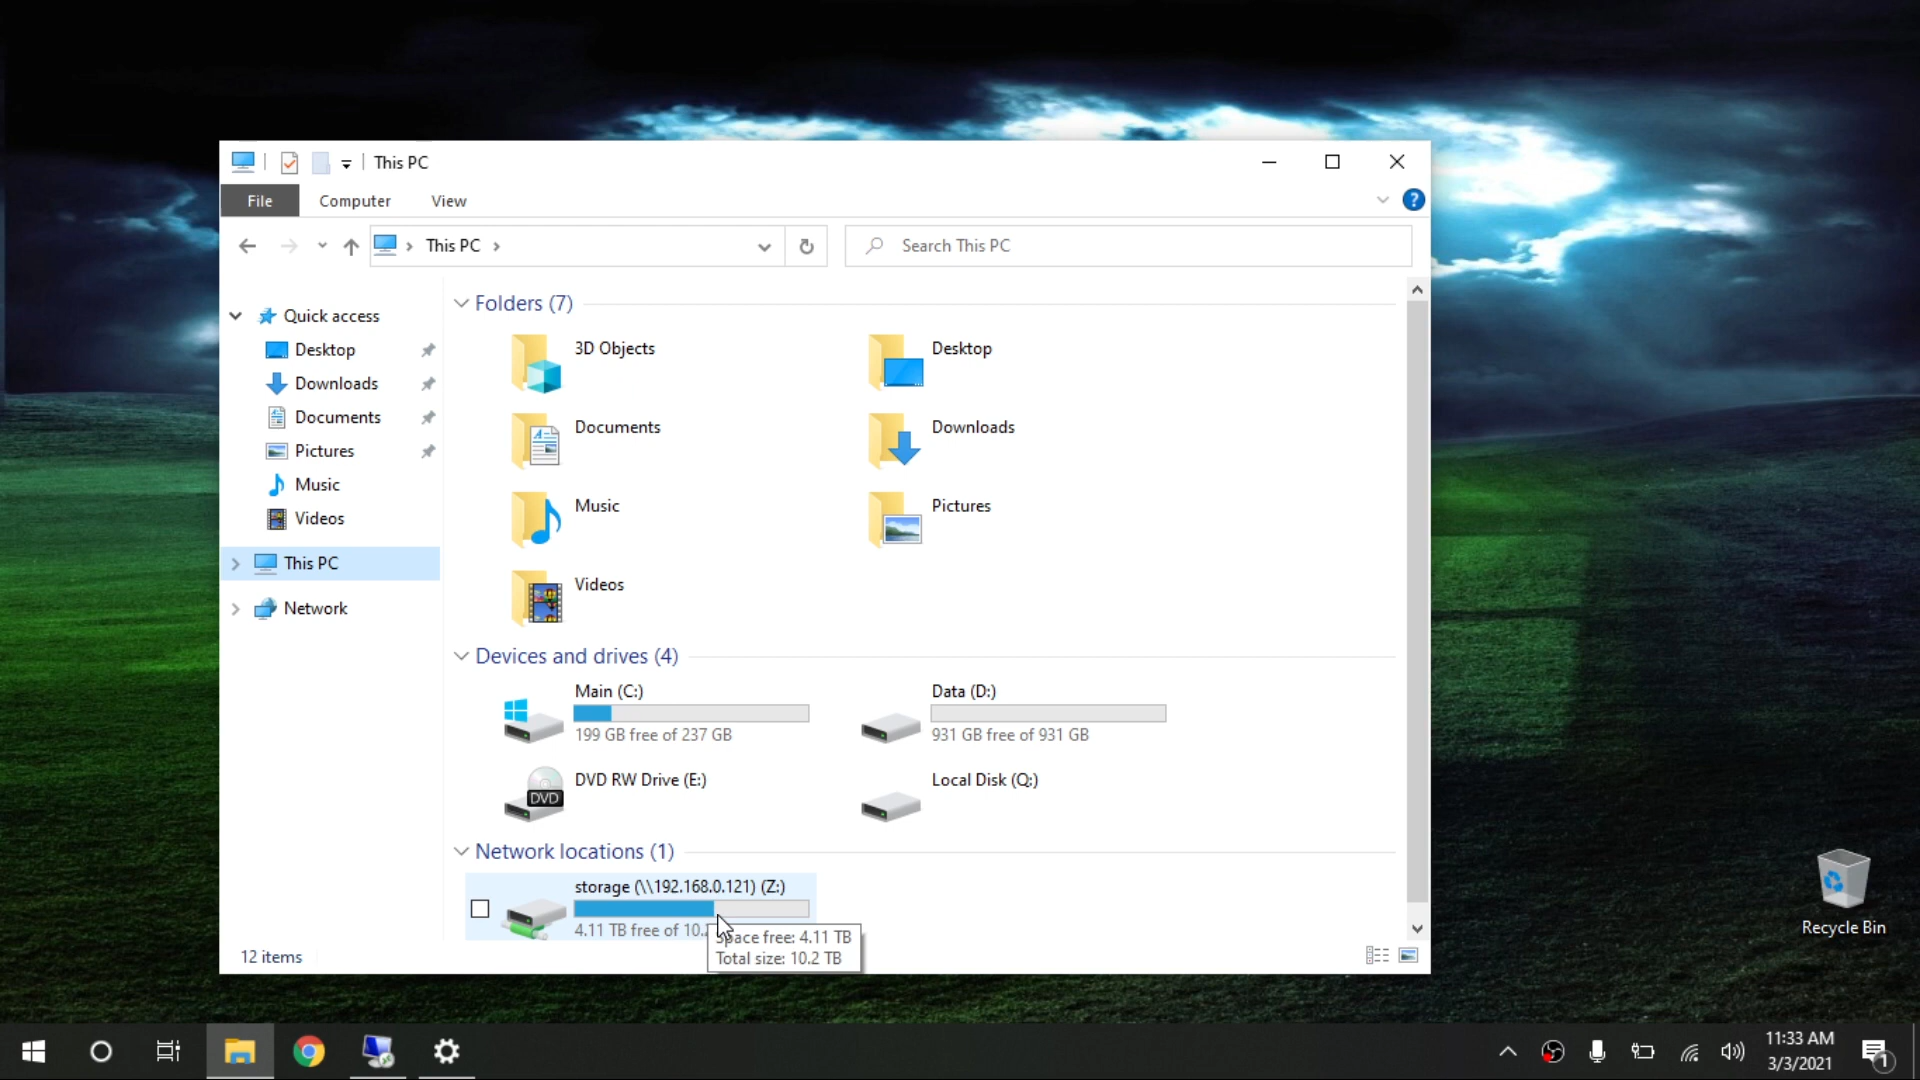 This PC
File
Computer
View
This PC
Search This PC
Quick access
Desktop
Downloads
Documents
Pictures
Music
Videos
This PC
Network
Folders (7)
3D Objects
Desktop
Documents
Downloads
Music
Pictures
Videos
Devices and drives (4)
Main (C:)
199 GB free of 237 GB
Data (D:)
931 GB free of 931 GB
DVD RW Drive (E:)
DVD
Local Disk (Q:)
Network locations (1)
storage (\\192.168.0.121) (Z:)
4.11 TB free of 10.2
Space free: 4.11 TB
Total size: 10.2 TB
12 items
Recycle Bin
11:33 AM
3/3/2021
1